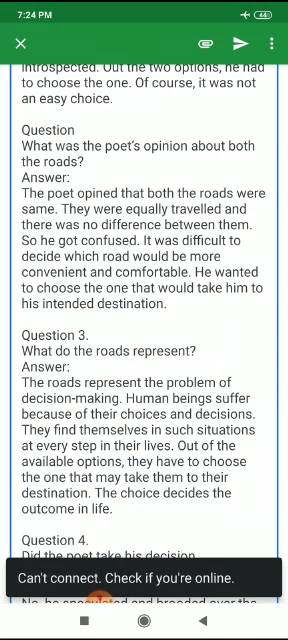 7:24 PM
44
introspected. Out the two options, he had
to choose the one. Of course, it was not
an easy choice.
Question
What was the poet's opinion about both
the roads?
Answer:
The poet opined that both the roads were
same. They were equally travelled and
there was no difference between them.
So he got confused. It was difficult to
decide which road would be more
convenient and comfortable. He wanted
to choose the one that would take him to
his intended destination.
Question 3.
What do the roads represent?
Answer:
The roads represent the problem of
decision-making. Human beings suffer
because of their choices and decisions.
They find themselves in such situations
at every step in their lives. Out of the
available options, they have to choose
the one that may take them to their
destination. The choice decides the
outcome in life.
Question 4.
Did the poet take his decision
Can't connect. Check if you're online.
No, he speculated and brooded over the